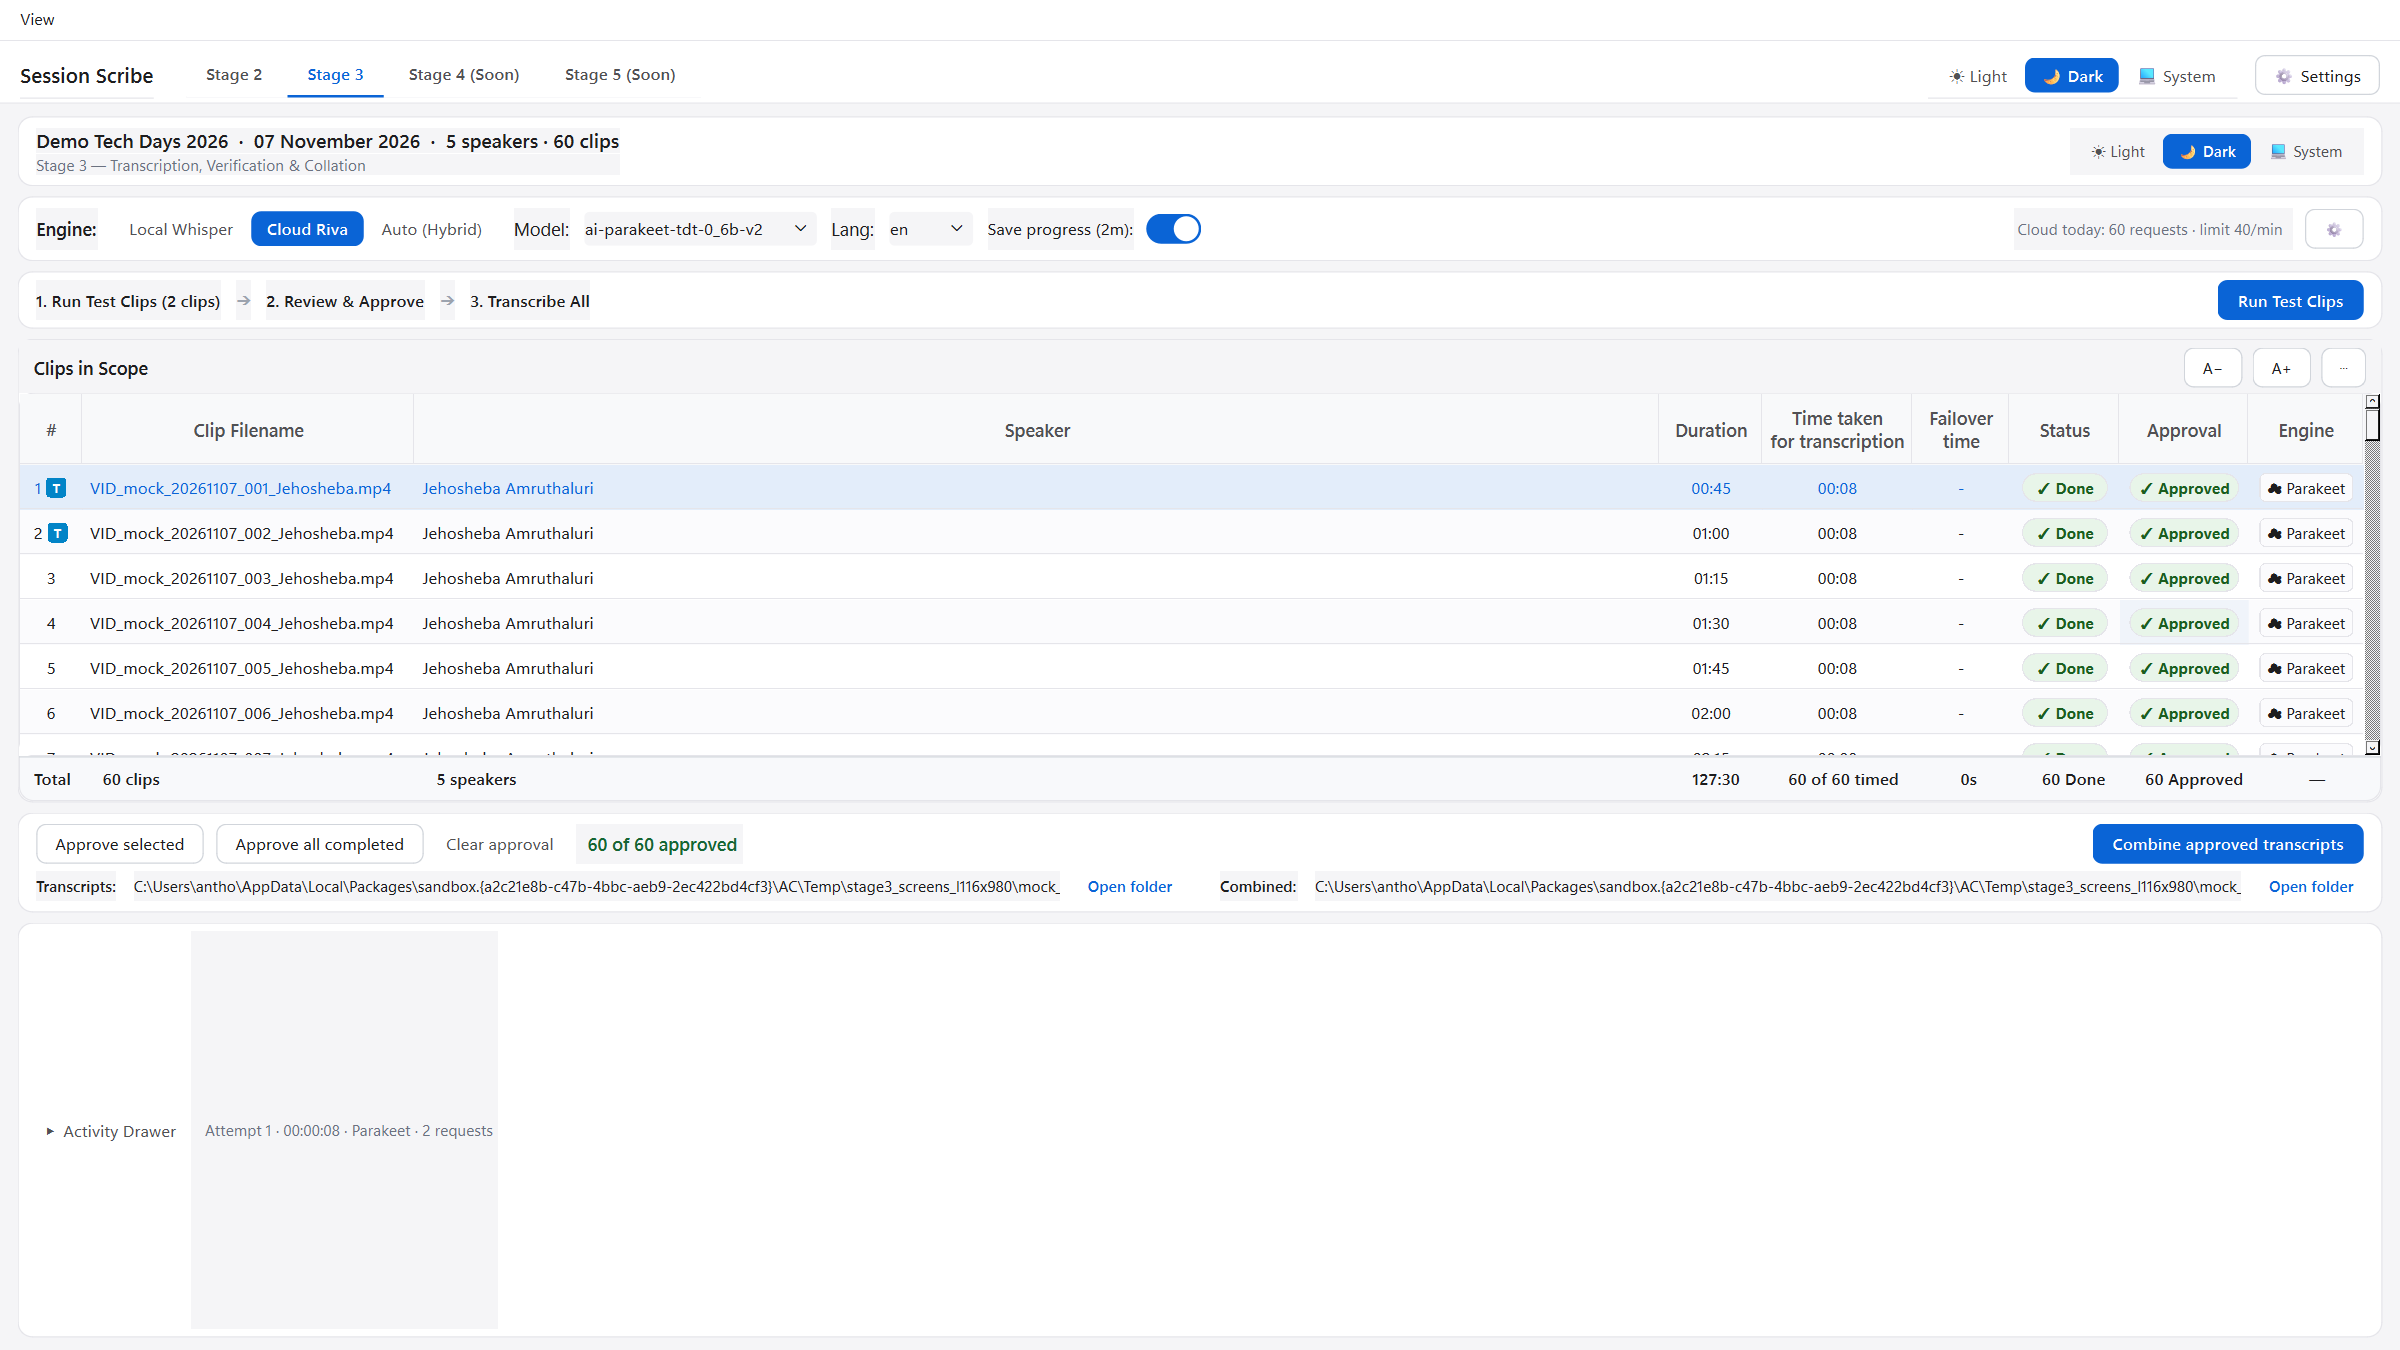 View
Session Scribe Stage 2 Stage 3 Stage 4 (Soon) Stage 5 (Soon) Light Dark System Settings
Demo Tech Days 2026 · 07 November 2026 · 5 speakers · 60 clips
Stage 3 — Transcription, Verification & Collation
Light Dark System
Engine: Local Whisper Cloud Riva Auto (Hybrid) Model: ai-parakeet-tdt-0_6b-v2 Lang: en Save progress (2m): Cloud today: 60 requests · limit 40/min
1. Run Test Clips (2 clips) → 2. Review & Approve → 3. Transcribe All Run Test Clips
Clips in Scope A− A+ ...
# Clip Filename Speaker Duration Time taken for transcription Failover time Status Approval Engine
1 T VID_mock_20261107_001_Jehosheba.mp4 Jehosheba Amruthaluri 00:45 00:08 - ✓ Done ✓ Approved Parakeet
2 T VID_mock_20261107_002_Jehosheba.mp4 Jehosheba Amruthaluri 01:00 00:08 - ✓ Done ✓ Approved Parakeet
3 VID_mock_20261107_003_Jehosheba.mp4 Jehosheba Amruthaluri 01:15 00:08 - ✓ Done ✓ Approved Parakeet
4 VID_mock_20261107_004_Jehosheba.mp4 Jehosheba Amruthaluri 01:30 00:08 - ✓ Done ✓ Approved Parakeet
5 VID_mock_20261107_005_Jehosheba.mp4 Jehosheba Amruthaluri 01:45 00:08 - ✓ Done ✓ Approved Parakeet
6 VID_mock_20261107_006_Jehosheba.mp4 Jehosheba Amruthaluri 02:00 00:08 - ✓ Done ✓ Approved Parakeet
Total 60 clips 5 speakers 127:30 60 of 60 timed 0s 60 Done 60 Approved —
Approve selected Approve all completed Clear approval 60 of 60 approved Combine approved transcripts
Transcripts: C:\Users\antho\AppData\Local\Packages\sandbox.{a2c21e8b-c47b-4bbc-aeb9-2ec422bd4cf3}\AC\Temp\stage3_screens_l116x980\mock_ Open folder Combined: C:\Users\antho\AppData\Local\Packages\sandbox.{a2c21e8b-c47b-4bbc-aeb9-2ec422bd4cf3}\AC\Temp\stage3_screens_l116x980\mock_ Open folder
Activity Drawer Attempt 1 · 00:00:08 · Parakeet · 2 requests